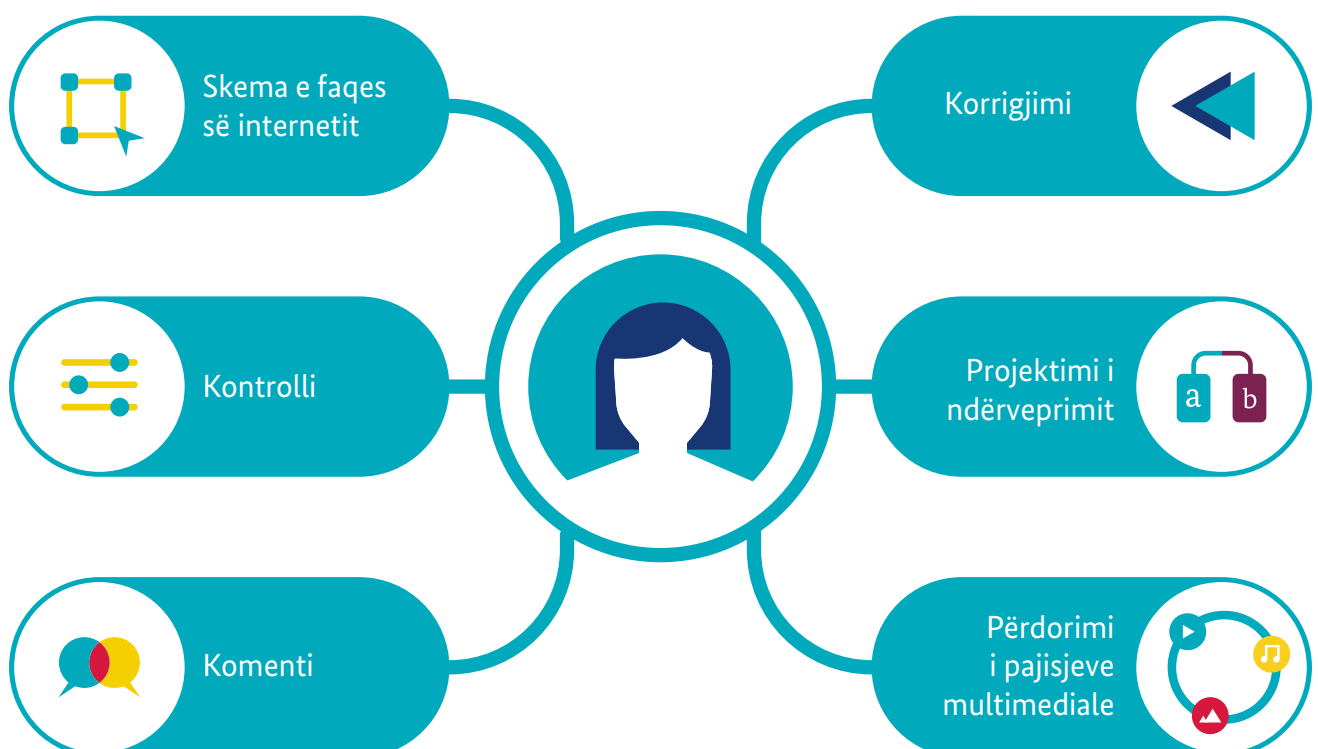 Skema e faqes
së internetit
Korrigjimi
Kontrolli
Projektimi i
ndërveprimit
a
b
Komenti
Përdorimi
i pajisjeve
multimediale